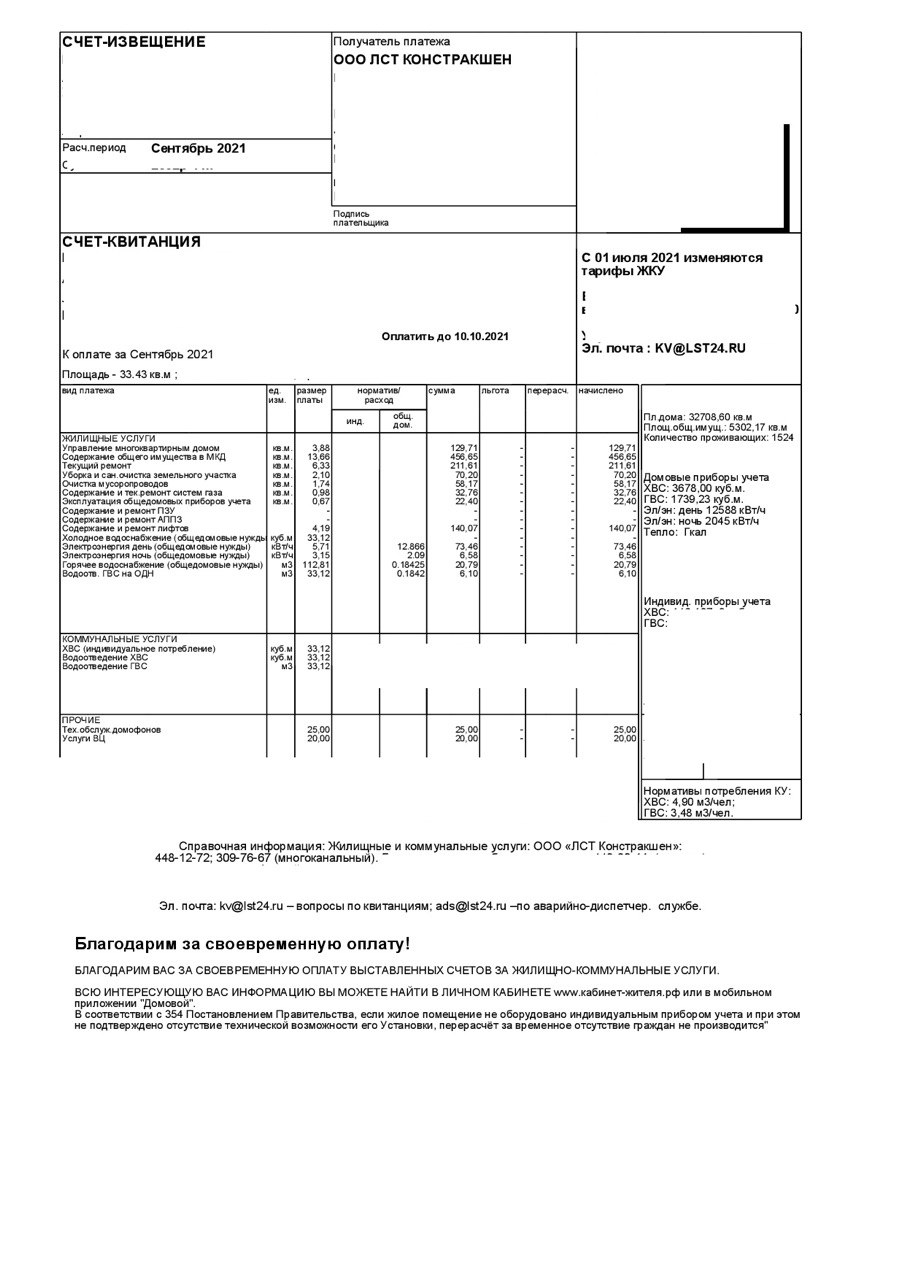 СЧЕТ-ИЗВЕЩЕНИЕ
Получатель платежа
ООО ЛСТ КОНСТРАКШЕН
Расч.период Сентябрь 2021
Подпись
плательщика
СЧЕТ-КВИТАНЦИЯ
С 01 июля 2021 изменяются
тарифы ЖКУ
Оплатить до 10.10.2021
Эл. почта : KV@LST24.RU
К оплате за Сентябрь 2021
Площадь - 33.43 кв.м ;
вид платежа ед. изм. размер платы норматив/ расход сумма льгота перерасч. начислено
инд. общ. дом.
Пл.дома: 32708,60 кв.м
Площ.общ.имущ.: 5302,17 кв.м
Количество проживающих: 1524
ЖИЛИЩНЫЕ УСЛУГИ
Управление многоквартирным домом кв.м. 3,88 129,71 - - 129,71
Содержание общего имущества в МКД кв.м. 13,66 456,65 - - 456,65
Текущий ремонт кв.м. 6,33 211,61 - - 211,61
Уборка и сан.очистка земельного участка кв.м. 2,10 70,20 - - 70,20
Очистка мусоропроводов кв.м. 1,74 58,17 - - 58,17
Содержание и тек.ремонт систем газа кв.м. 0,98 32,76 - - 32,76
Эксплуатация общедомовых приборов учета кв.м. 0,67 22,40 - - 22,40
Содержание и ремонт ПЗУ - - - - -
Содержание и ремонт АППЗ - - - - -
Содержание и ремонт лифтов 4,19 140,07 - - 140,07
Холодное водоснабжение (общедомовые нужды куб.м 33,12 - - - -
Электроэнергия день (общедомовые нужды) кВт/ч 5,71 12.866 73,46 - - 73,46
Электроэнергия ночь (общедомовые нужды) кВт/ч 3,15 2.09 6,58 - - 6,58
Горячее водоснабжение (общедомовые нужды) м3 112,81 0.18425 20,79 - - 20,79
Водоотв. ГВС на ОДН м3 33,12 0.1842 6,10 - - 6,10
Домовые приборы учета
ХВС: 3678,00 куб.м.
ГВС: 1739,23 куб.м.
Эл/эн: день 12588 кВт/ч
Эл/эн: ночь 2045 кВт/ч
Тепло: Гкал
Индивид. приборы учета
ХВС:
ГВС:
КОММУНАЛЬНЫЕ УСЛУГИ
ХВС (индивидуальное потребление) куб.м 33,12
Водоотведение ХВС куб.м 33,12
Водоотведение ГВС м3 33,12
ПРОЧИЕ
Тех.обслуж.домофонов 25,00 25,00 - - 25,00
Услуги ВЦ 20,00 20,00 - - 20,00
Нормативы потребления КУ:
ХВС: 4,90 м3/чел;
ГВС: 3,48 м3/чел.
Справочная информация: Жилищные и коммунальные услуги: ООО «ЛСТ Констракшен»:
448-12-72; 309-76-67 (многоканальный).
Эл. почта: kv@lst24.ru – вопросы по квитанциям; ads@lst24.ru –по аварийно-диспетчер. службе.
Благодарим за своевременную оплату!
БЛАГОДАРИМ ВАС ЗА СВОЕВРЕМЕННУЮ ОПЛАТУ ВЫСТАВЛЕННЫХ СЧЕТОВ ЗА ЖИЛИЩНО-КОММУНАЛЬНЫЕ УСЛУГИ.
ВСЮ ИНТЕРЕСУЮЩУЮ ВАС ИНФОРМАЦИЮ ВЫ МОЖЕТЕ НАЙТИ В ЛИЧНОМ КАБИНЕТЕ www.кабинет-жителя.рф или в мобильном
приложении "Домовой".
В соответствии с 354 Постановлением Правительства, если жилое помещение не оборудовано индивидуальным прибором учета и при этом
не подтверждено отсутствие технической возможности его Установки, перерасчёт за временное отсутствие граждан не производится"